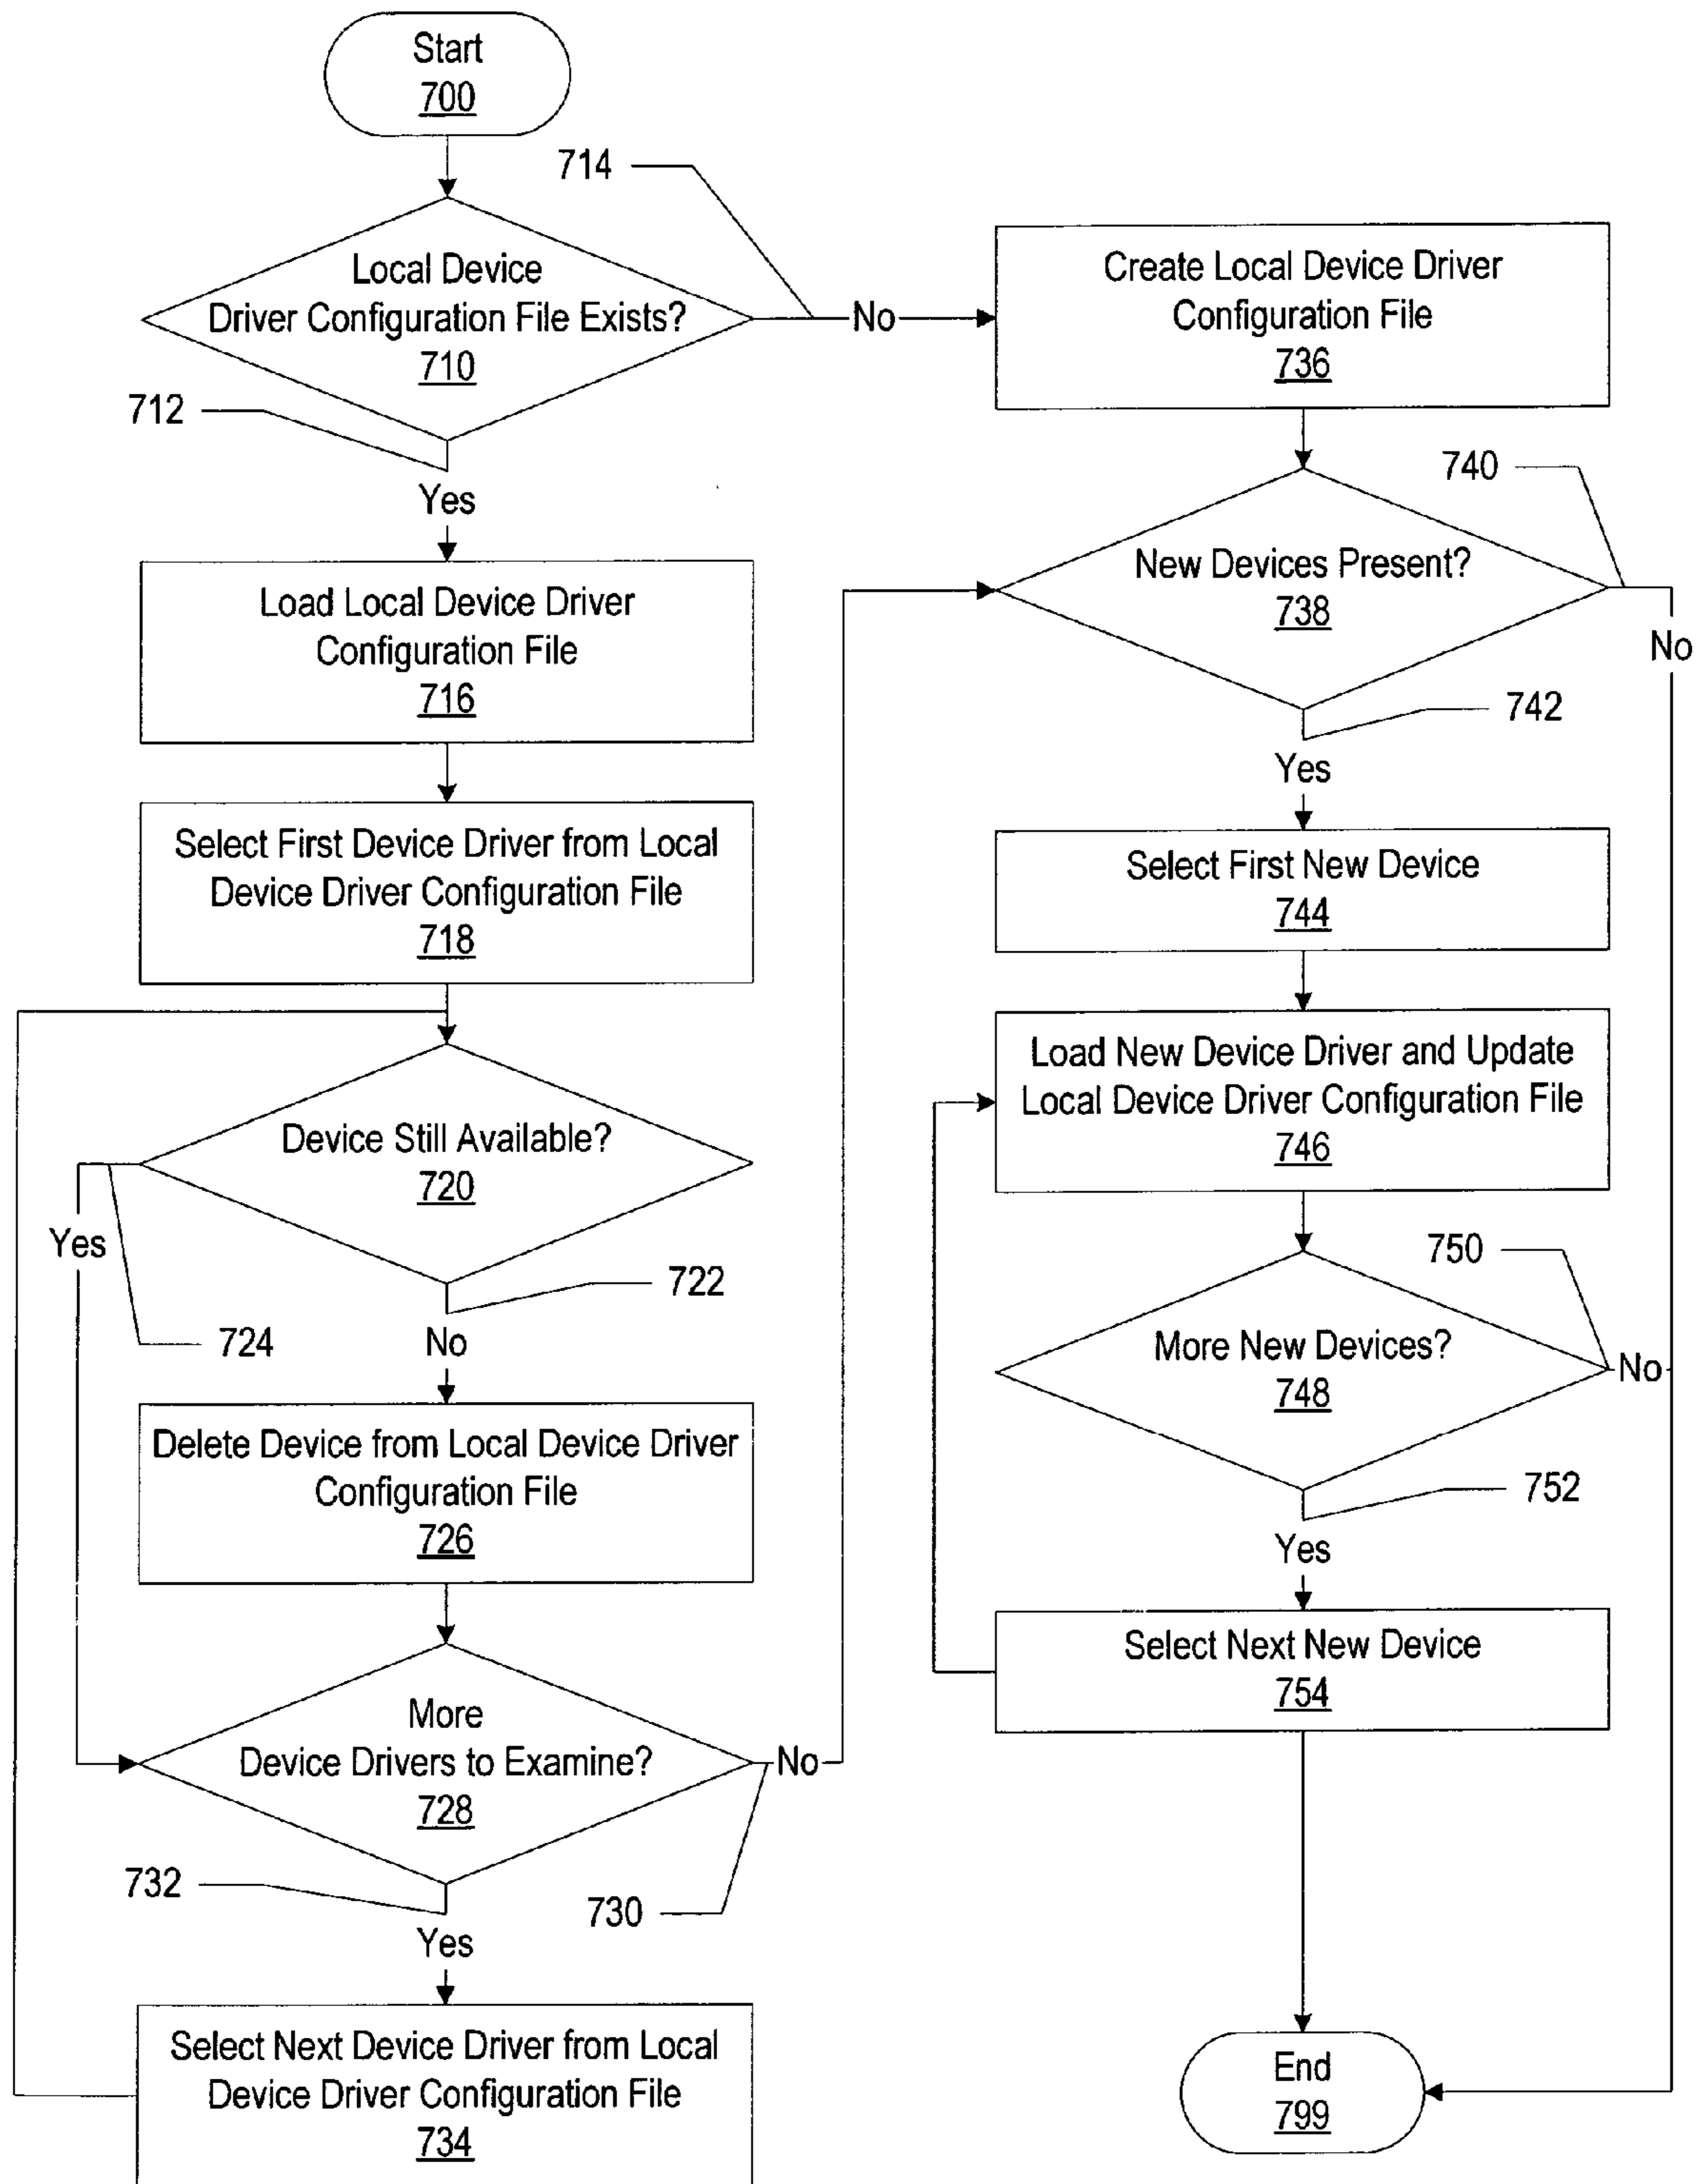 Start
700
714
Local Device
Driver Configuration File Exists?
710
No
712
Yes
Load Local Device Driver
Configuration File
716
Select First Device Driver from Local
Device Driver Configuration File
718
Device Still Available?
720
Yes
722
724
No
Delete Device from Local Device Driver
Configuration File
726
More
Device Drivers to Examine?
728
No
732
730
Yes
Select Next Device Driver from Local
Device Driver Configuration File
734
Create Local Device Driver
Configuration File
736
740
New Devices Present?
738
No
742
Yes
Select First New Device
744
Load New Device Driver and Update
Local Device Driver Configuration File
746
750
More New Devices?
748
No
752
Yes
Select Next New Device
754
End
799